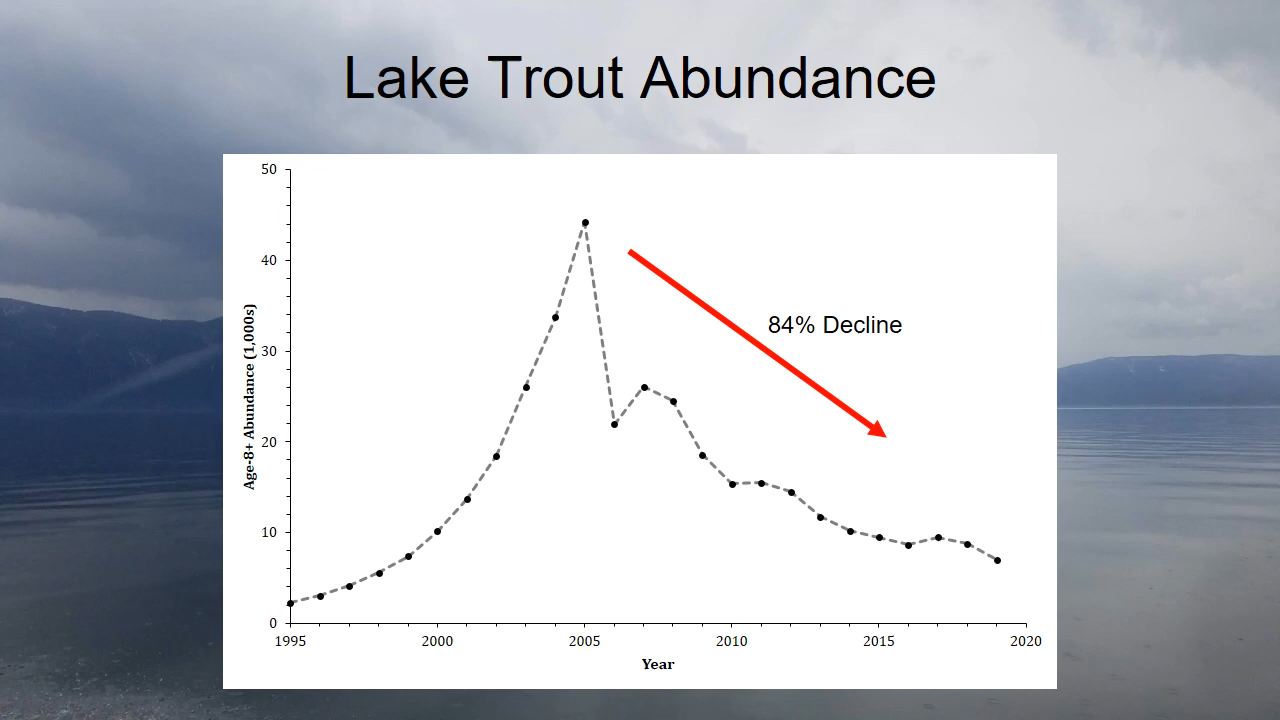 Lake Trout Abundance
50
40
30
20
10
0
Age-8+ Abundance (1,000s)
84% Decline
1995 2000 2005 2010 2015 2020
Year